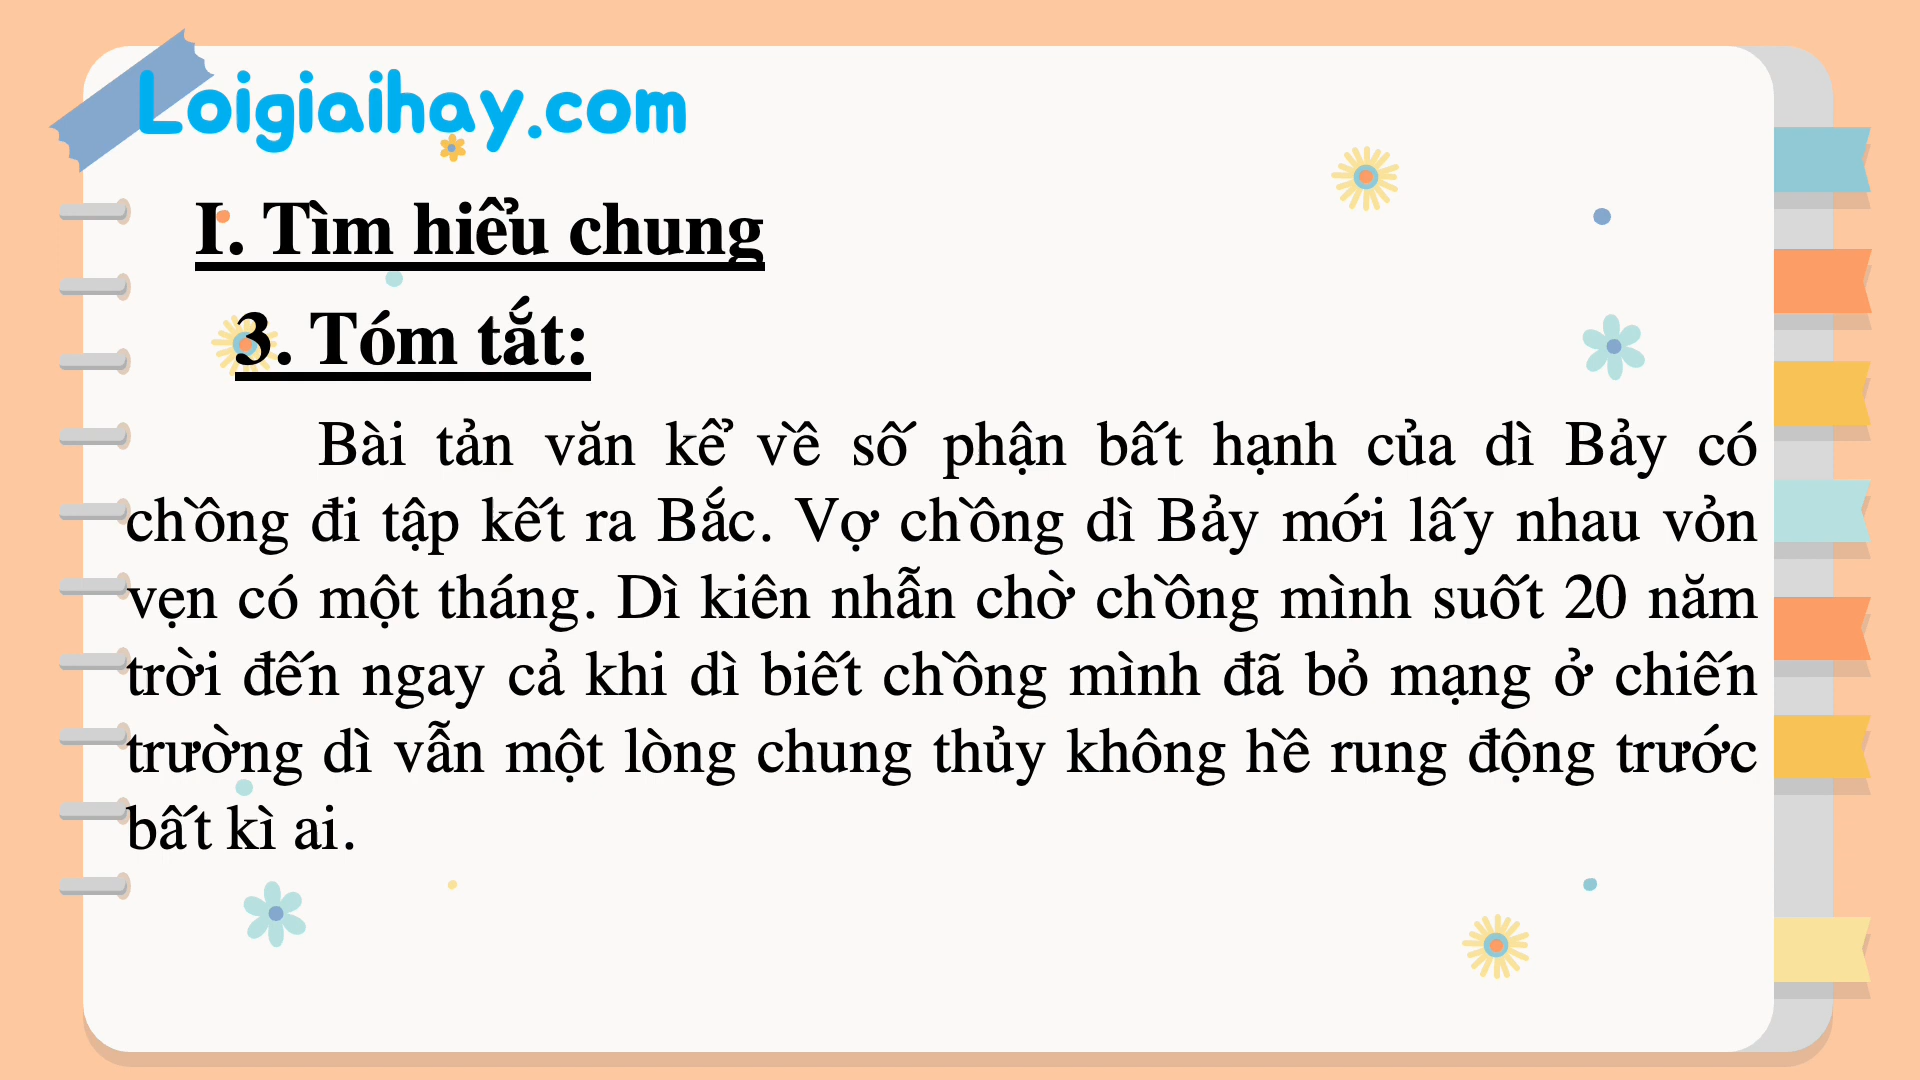 Loigiaihay.com
I. Tìm hiểu chung
3. Tóm tắt:
Bài tản văn kể về số phận bất hạnh của dì Bảy có
chồng đi tập kết ra Bắc. Vợ chồng dì Bảy mới lấy nhau vỏn
vẹn có một tháng. Dì kiên nhẫn chờ chồng mình suốt 20 năm
trời đến ngay cả khi dì biết chồng mình đã bỏ mạng ở chiến
trường dì vẫn một lòng chung thủy không hề rung động trước
bất kì ai.